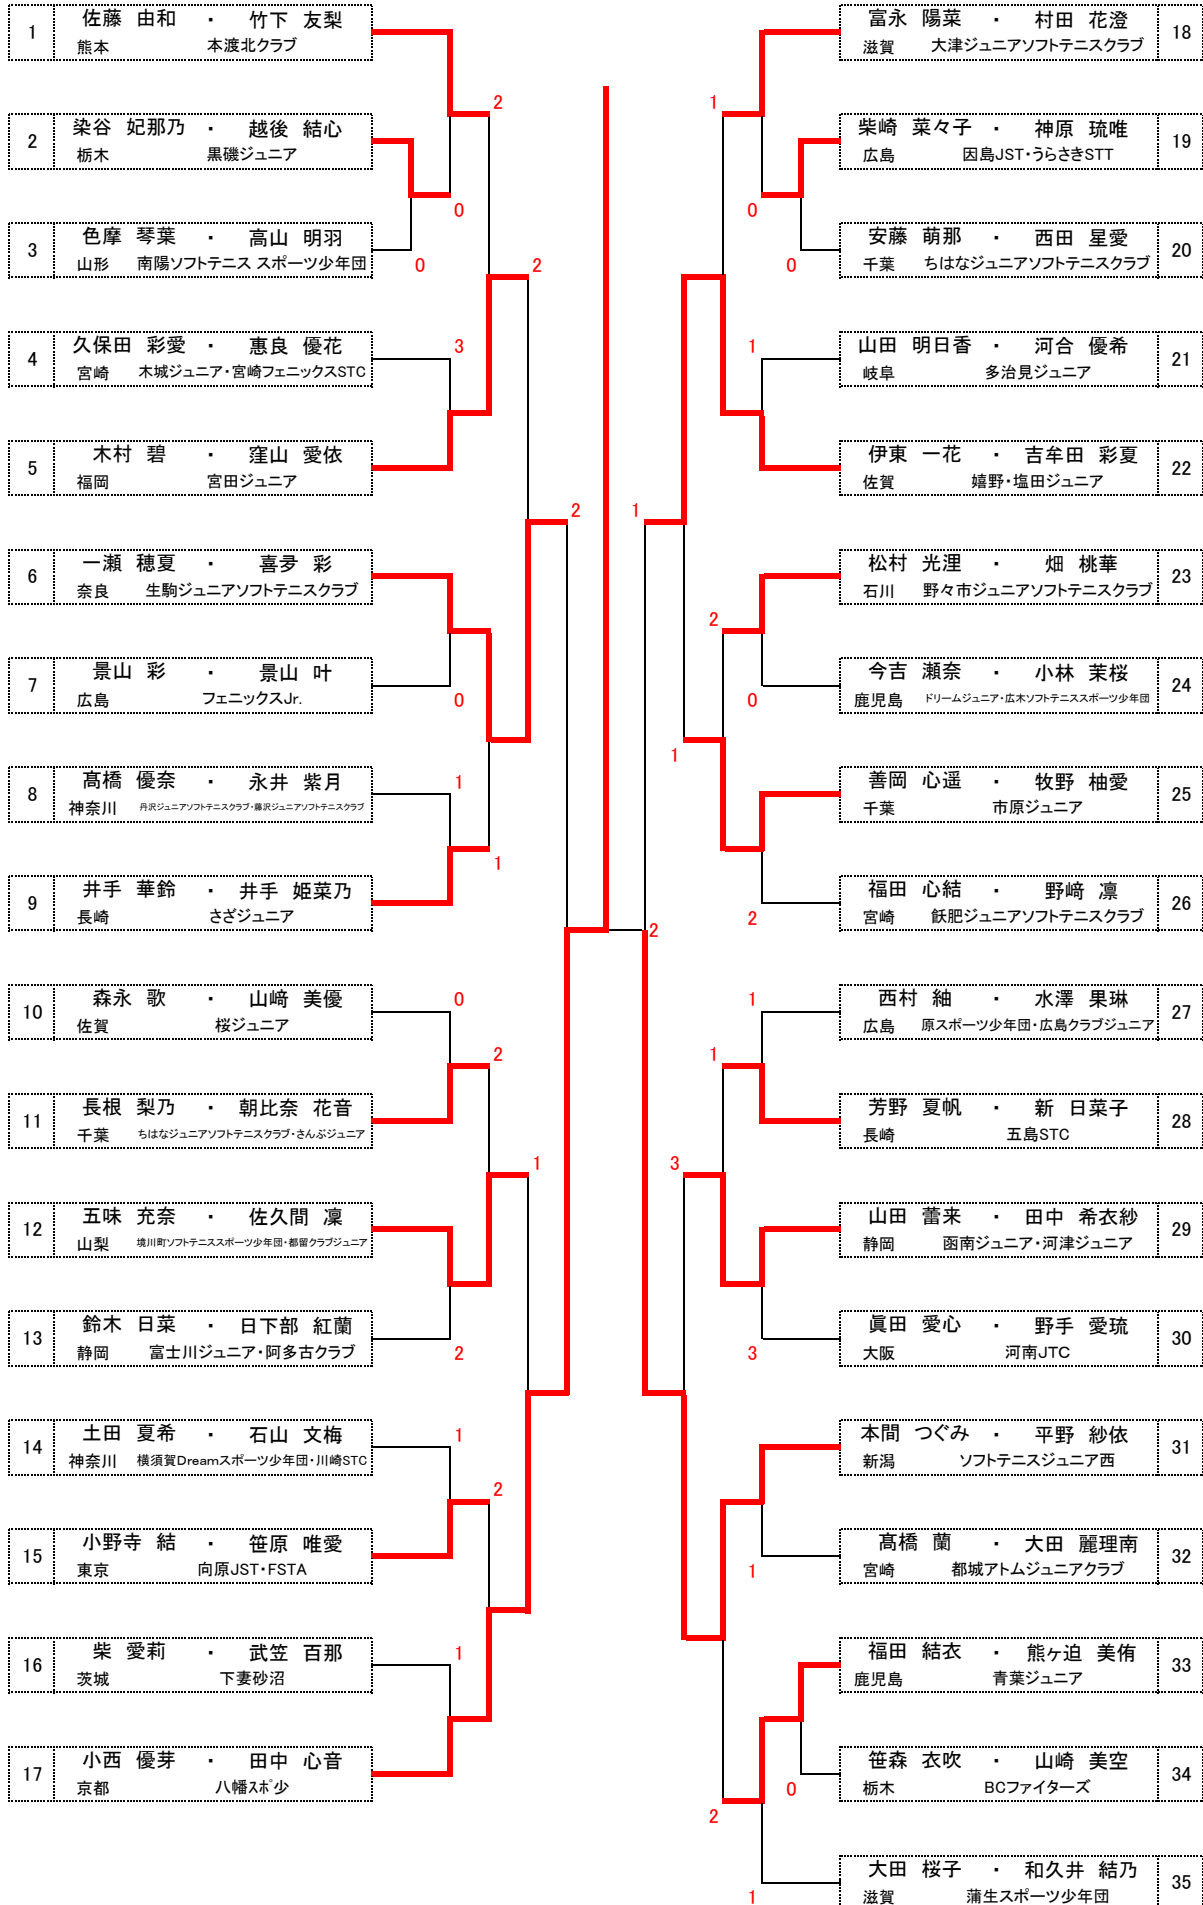 1 佐藤 由和 ・ 竹下 友梨
熊本 本渡北クラブ
2
2 染谷 妃那乃 ・ 越後 結心
栃木 黒磯ジュニア
0
3 色摩 琴葉 ・ 高山 明羽
山形 南陽ソフトテニス スポーツ少年団
0
2
4 久保田 彩愛 ・ 惠良 優花
宮崎 木城ジュニア・宮崎フェニックスSTC
3
5 木村 碧 ・ 窪山 愛依
福岡 宮田ジュニア
2
6 一瀬 穂夏 ・ 喜夛 彩
奈良 生駒ジュニアソフトテニスクラブ
7 景山 彩 ・ 景山 叶
広島 フェニックスJr.
0
8 髙橋 優奈 ・ 永井 紫月
神奈川 丹沢ジュニアソフトテニスクラブ・藤沢ジュニアソフトテニスクラブ
1
1
9 井手 華鈴 ・ 井手 姫菜乃
長崎 さざジュニア
10 森永 歌 ・ 山﨑 美優
佐賀 桜ジュニア
0
2
11 長根 梨乃 ・ 朝比奈 花音
千葉 ちはなジュニアソフトテニスクラブ・さんぶジュニア
1
12 五味 充奈 ・ 佐久間 凜
山梨 境川町ソフトテニススポーツ少年団・都留クラブジュニア
13 鈴木 日菜 ・ 日下部 紅蘭
静岡 富士川ジュニア・阿多古クラブ
2
14 土田 夏希 ・ 石山 文梅
神奈川 横須賀Dreamスポーツ少年団・川崎STC
1
2
15 小野寺 結 ・ 笹原 唯愛
東京 向原JST・FSTA
16 柴 愛莉 ・ 武笠 百那
茨城 下妻砂沼
1
17 小西 優芽 ・ 田中 心音
京都 八幡スポ少
富永 陽菜 ・ 村田 花澄 18
滋賀 大津ジュニアソフトテニスクラブ
1
柴崎 菜々子 ・ 神原 琉唯 19
広島 因島JST・うらさきSTT
0
安藤 萌那 ・ 西田 星愛 20
千葉 ちはなジュニアソフトテニスクラブ
0
山田 明日香 ・ 河合 優希 21
岐阜 多治見ジュニア
1
伊東 一花 ・ 吉牟田 彩夏 22
佐賀 嬉野・塩田ジュニア
1
松村 光浬 ・ 畑 桃華 23
石川 野々市ジュニアソフトテニスクラブ
2
今吉 瀬奈 ・ 小林 茉桜 24
鹿児島 ドリームジュニア・広木ソフトテニススポーツ少年団
0
1
善岡 心遥 ・ 牧野 柚愛 25
千葉 市原ジュニア
福田 心結 ・ 野﨑 凛 26
宮崎 飫肥ジュニアソフトテニスクラブ
2
2
西村 紬 ・ 水澤 果琳 27
広島 原スポーツ少年団・広島クラブジュニア
1
1
芳野 夏帆 ・ 新 日菜子 28
長崎 五島STC
3
山田 蕾来 ・ 田中 希衣紗 29
静岡 函南ジュニア・河津ジュニア
眞田 愛心 ・ 野手 愛琉 30
大阪 河南JTC
3
本間 つぐみ ・ 平野 紗依 31
新潟 ソフトテニスジュニア西
髙橋 蘭 ・ 大田 麗理南 32
宮崎 都城アトムジュニアクラブ
1
福田 結衣 ・ 熊ヶ迫 美侑 33
鹿児島 青葉ジュニア
笹森 衣吹 ・ 山崎 美空 34
栃木 BCファイターズ
0
2
大田 桜子 ・ 和久井 結乃 35
滋賀 蒲生スポーツ少年団
1